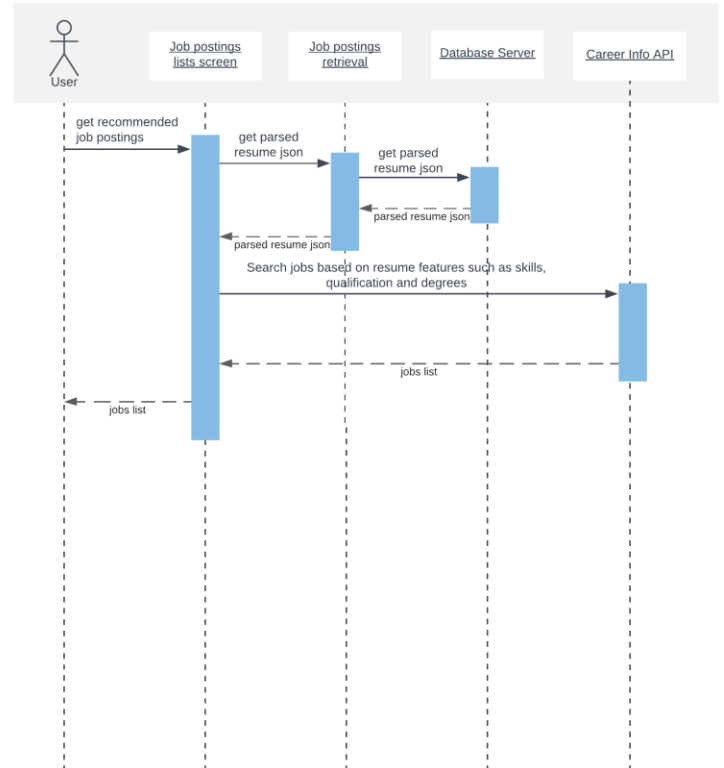 User
Job postings
lists screen
Job postings
retrieval
Database Server
Career Info API
get recommended
job postings
get parsed
resume json
get parsed
resume json
parsed resume json
parsed resume json
Search jobs based on resume features such as skills,
qualification and degrees
jobs list
jobs list